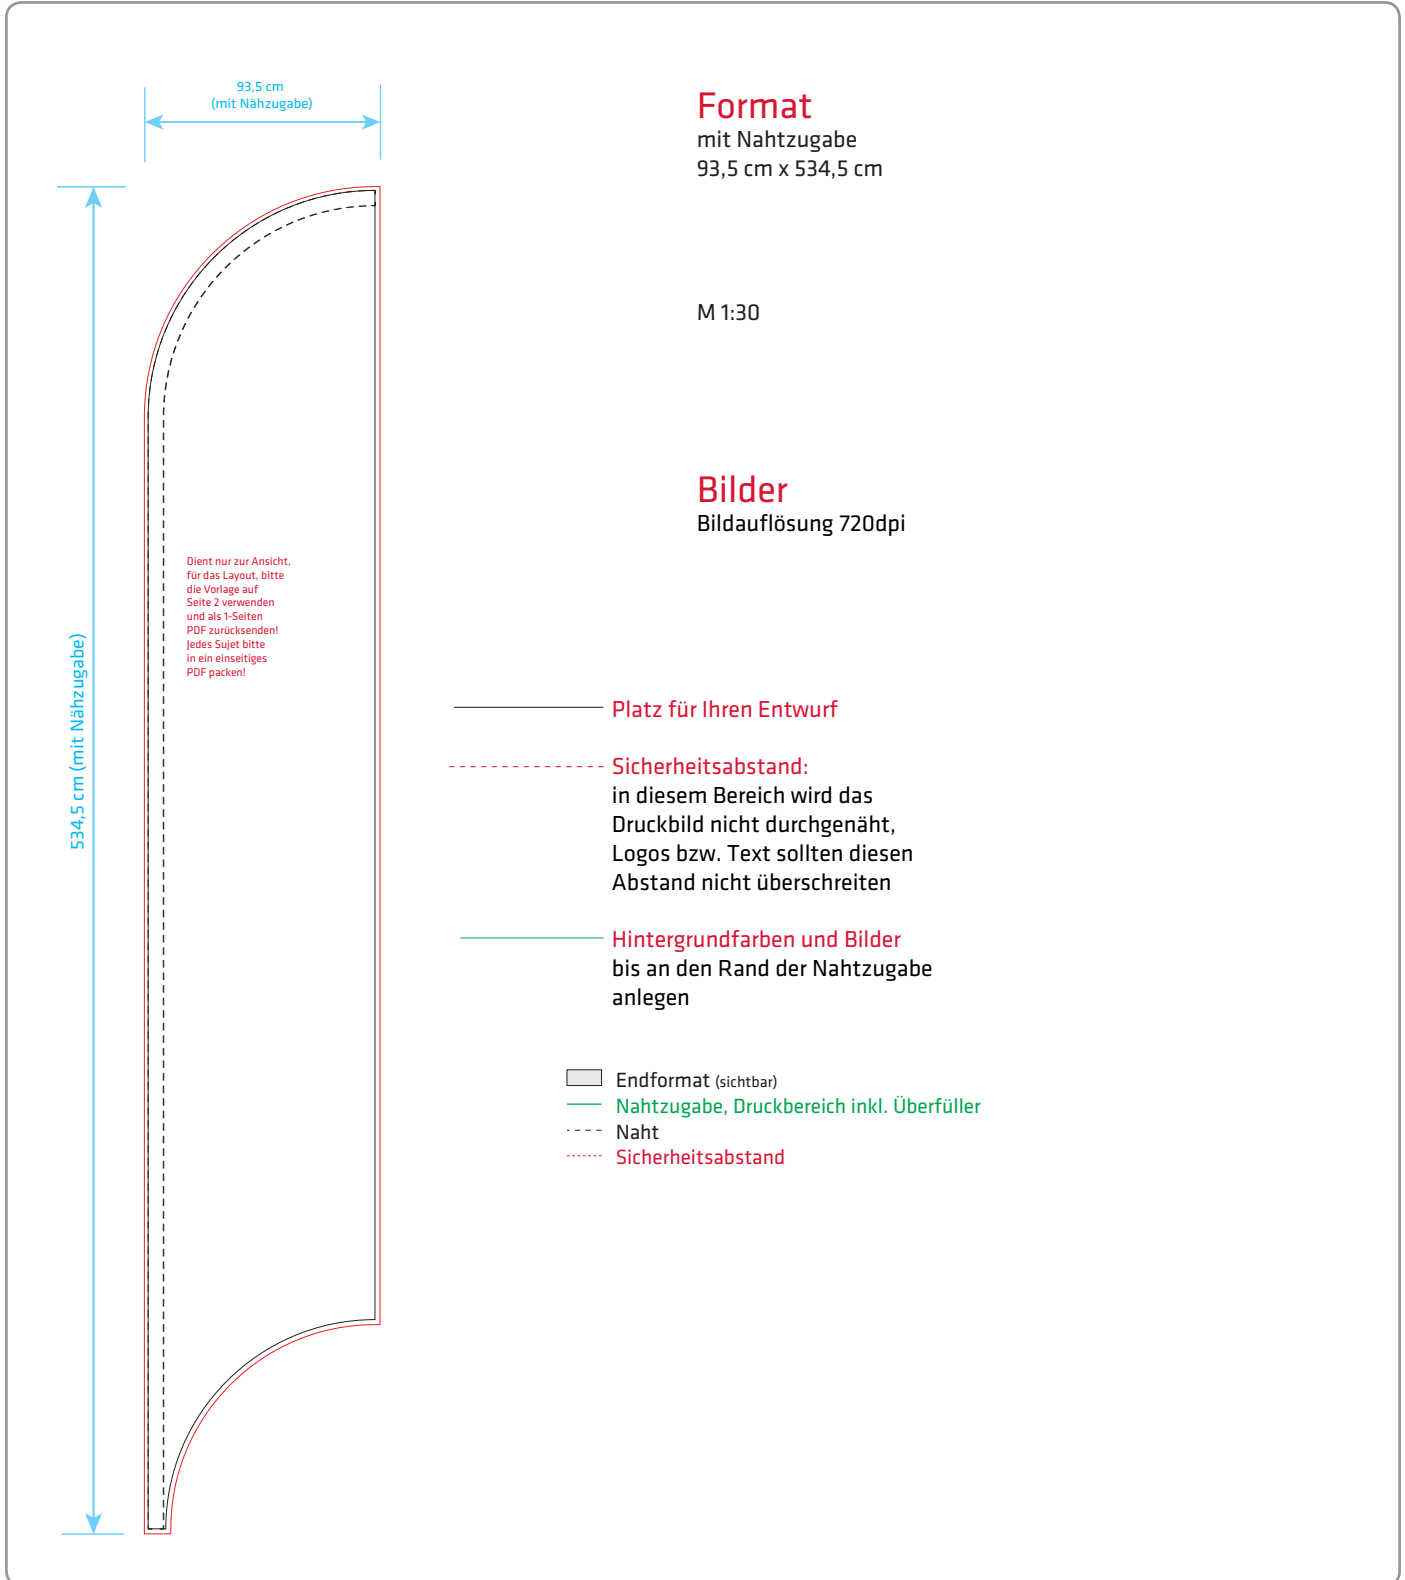 93,5 cm
(mit Nähzugabe)
Format
mit Nahtzugabe
93,5 cm x 534,5 cm
M 1:30
Bilder
Bildauflösung 720dpi
Dient nur zur Ansicht,
für das Layout, bitte
die Vorlage auf
Seite 2 verwenden
und als 1-Seiten
PDF zurücksenden!
Jedes Sujet bitte
in ein einseitiges
PDF packen!
534,5 cm (mit Nähzugabe)
Platz für Ihren Entwurf
Sicherheitsabstand:
in diesem Bereich wird das
Druckbild nicht durchgenäht,
Logos bzw. Text sollten diesen
Abstand nicht überschreiten
Hintergrundfarben und Bilder
bis an den Rand der Nahtzugabe
anlegen
Endformat (sichtbar)
Nahtzugabe, Druckbereich inkl. Überfüller
Naht
Sicherheitsabstand